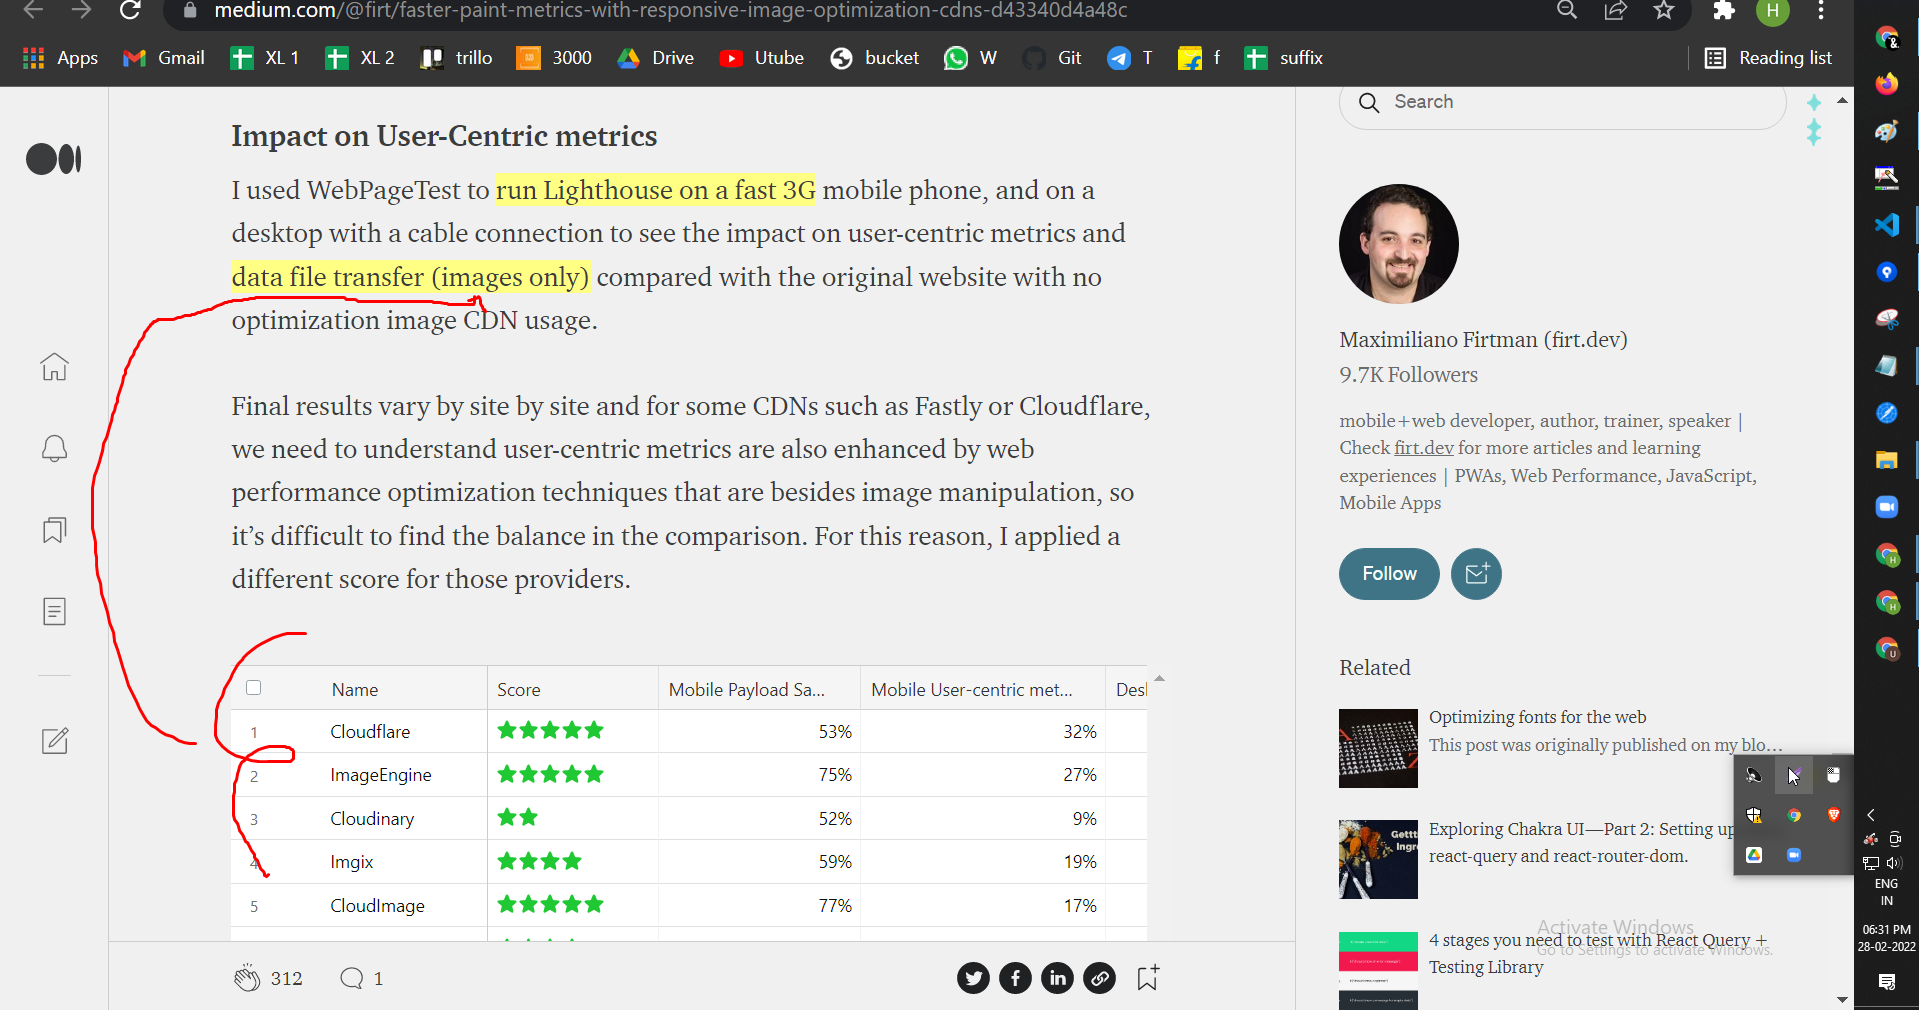 medium.com/@firt/faster-paint-metrics-with-responsive-image-optimization-cdns-d43340d4a48c
H
Apps
Gmail
XL 1
XL 2
trillo
3000
Drive
Utube
bucket
W
Git
T
f
suffix
Reading list
Impact on User-Centric metrics
I used WebPageTest to run Lighthouse on a fast 3G mobile phone, and on a
desktop with a cable connection to see the impact on user-centric metrics and
data file transfer (images only) compared with the original website with no
optimization image CDN usage.
Final results vary by site by site and for some CDNs such as Fastly or Cloudflare,
we need to understand user-centric metrics are also enhanced by web
performance optimization techniques that are besides image manipulation, so
it’s difficult to find the balance in the comparison. For this reason, I applied a
different score for those providers.
Name Score Mobile Payload Sa... Mobile User-centric met...
1 Cloudflare 53% 32%
2 ImageEngine 75% 27%
3 Cloudinary 52% 9%
4 Imgix 59% 19%
5 CloudImage 77% 17%
312
1
Search
Maximiliano Firtman (firt.dev)
9.7K Followers
mobile+web developer, author, trainer, speaker |
Check firt.dev for more articles and learning
experiences | PWAs, Web Performance, JavaScript,
Mobile Apps
Follow
Related
Optimizing fonts for the web
This post was originally published on my blo…
Exploring Chakra UI—Part 2: Setting up
react-query and react-router-dom.
4 stages you need to test with React Query +
Testing Library
Activate Windows
Go to Settings to activate Windows.
ENG
IN
06:31 PM
28-02-2022